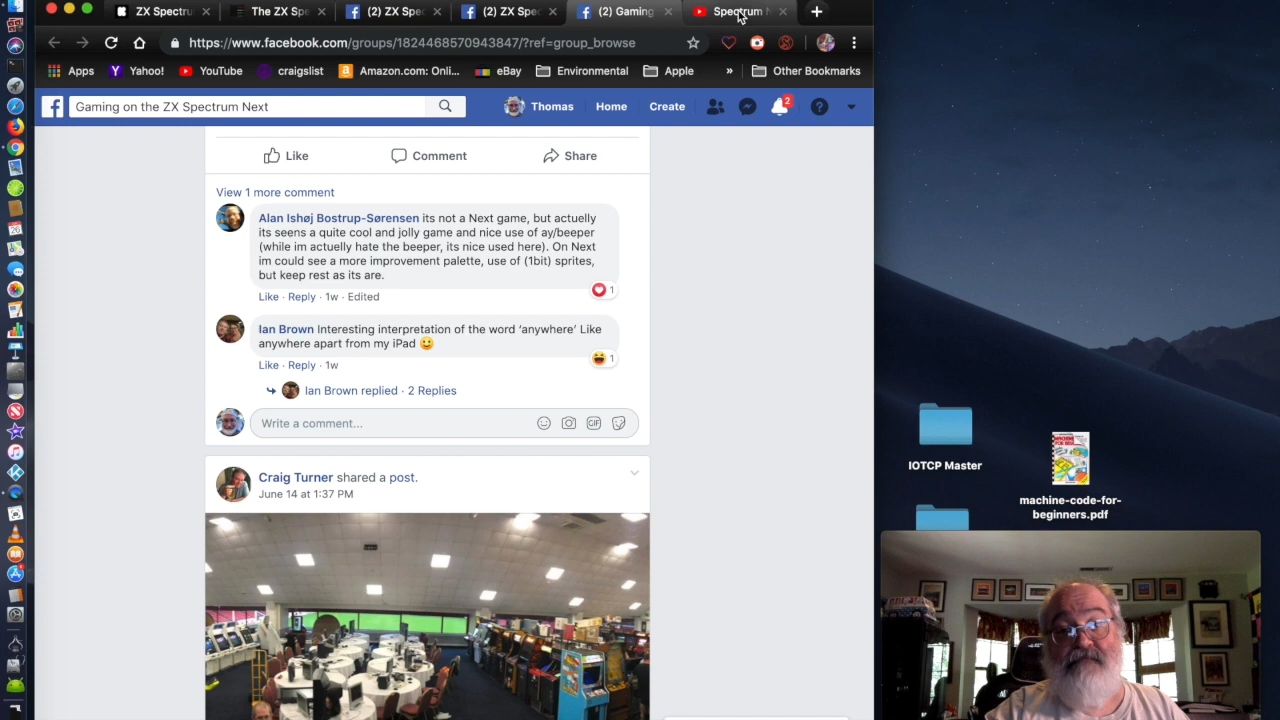 ZX Spectru
The ZX Spe
(2) ZX Spe
(2) ZX Spec
(2) Gaming
Spectrum N
https://www.facebook.com/groups/1824468570943847/?ref=group_browse
Apps
Yahoo!
YouTube
craigslist
Amazon.com: Onli...
eBay
Environmental
Apple
»
Other Bookmarks
Gaming on the ZX Spectrum Next
Thomas
Home
Create
2
Like
Comment
Share
View 1 more comment
Alan Ishøj Bostrup-Sørensen its not a Next game, but actuelly
its seens a quite cool and jolly game and nice use of ay/beeper
(while im actuelly hate the beeper, its nice used here). On Next
im could see a more improvement palette, use of (1bit) sprites,
but keep rest as its are.
1
Like · Reply · 1w · Edited
Ian Brown Interesting interpretation of the word ‘anywhere’ Like
anywhere apart from my iPad
1
Like · Reply · 1w
Ian Brown replied · 2 Replies
Write a comment...
GIF
Craig Turner shared a post.
June 14 at 1:37 PM
IOTCP Master
machine-code-for-
beginners.pdf